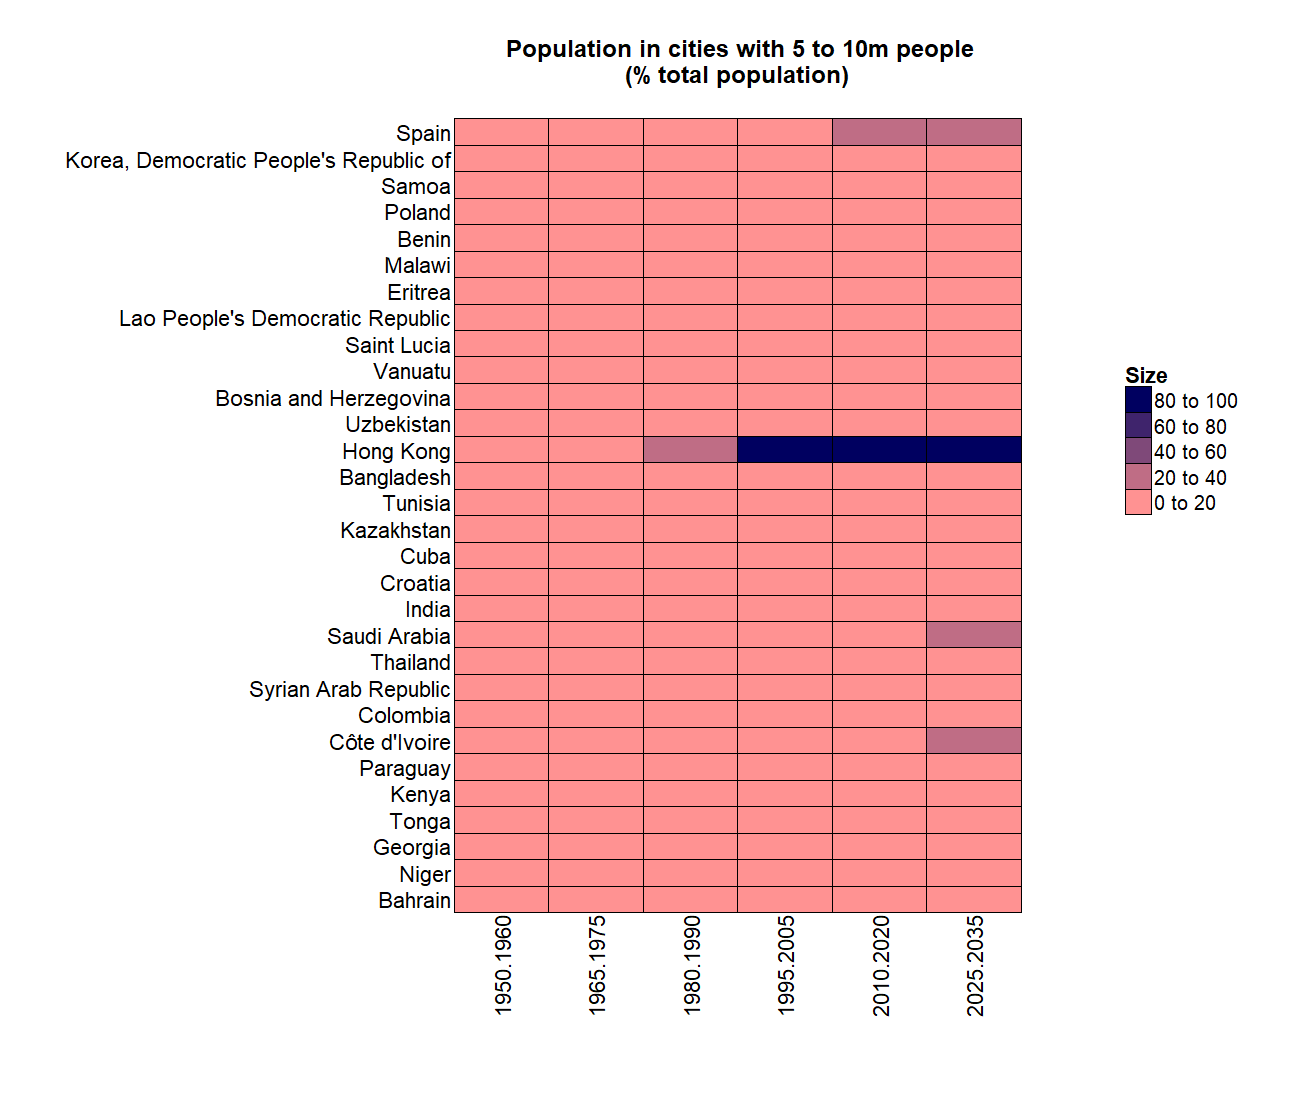 Population in cities with 5 to 10m people
(% total population)
Spain
Korea, Democratic People's Republic of
Samoa
Poland
Benin
Malawi
Eritrea
Lao People's Democratic Republic
Saint Lucia
Vanuatu
Bosnia and Herzegovina
Uzbekistan
Hong Kong
Bangladesh
Tunisia
Kazakhstan
Cuba
Croatia
India
Saudi Arabia
Thailand
Syrian Arab Republic
Colombia
Côte d'Ivoire
Paraguay
Kenya
Tonga
Georgia
Niger
Bahrain
1950.1960
1965.1975
1980.1990
1995.2005
2010.2020
2025.2035
Size
80 to 100
60 to 80
40 to 60
20 to 40
0 to 20